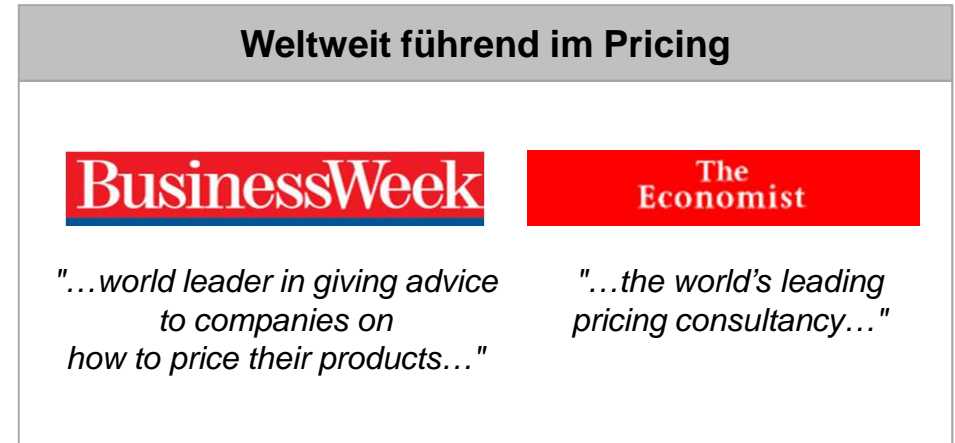 Weltweit führend im Pricing
BusinessWeek
The
Economist
"…world leader in giving advice
to companies on
how to price their products…"
"…the world’s leading
pricing consultancy…"